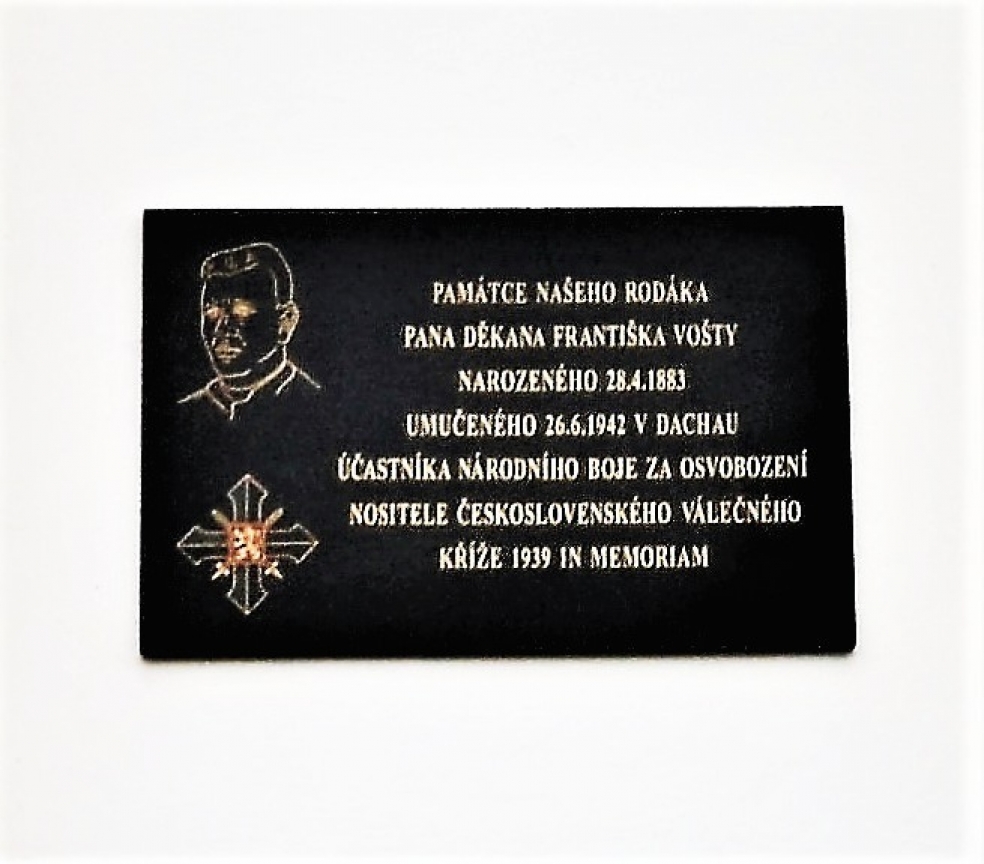 PAMÁTCE NAŠEHO RODÁKA
PANA DĚKANA FRANTIŠKA VOŠTY
NAROZENÉHO 28.4.1883
UMUČENÉHO 26.6.1942 V DACHAU
ÚČASTNÍKA NÁRODNÍHO BOJE ZA OSVOBOZENÍ
NOSITELE ČESKOSLOVENSKÉHO VÁLEČNÉHO
KŘÍŽE 1939 IN MEMORIAM